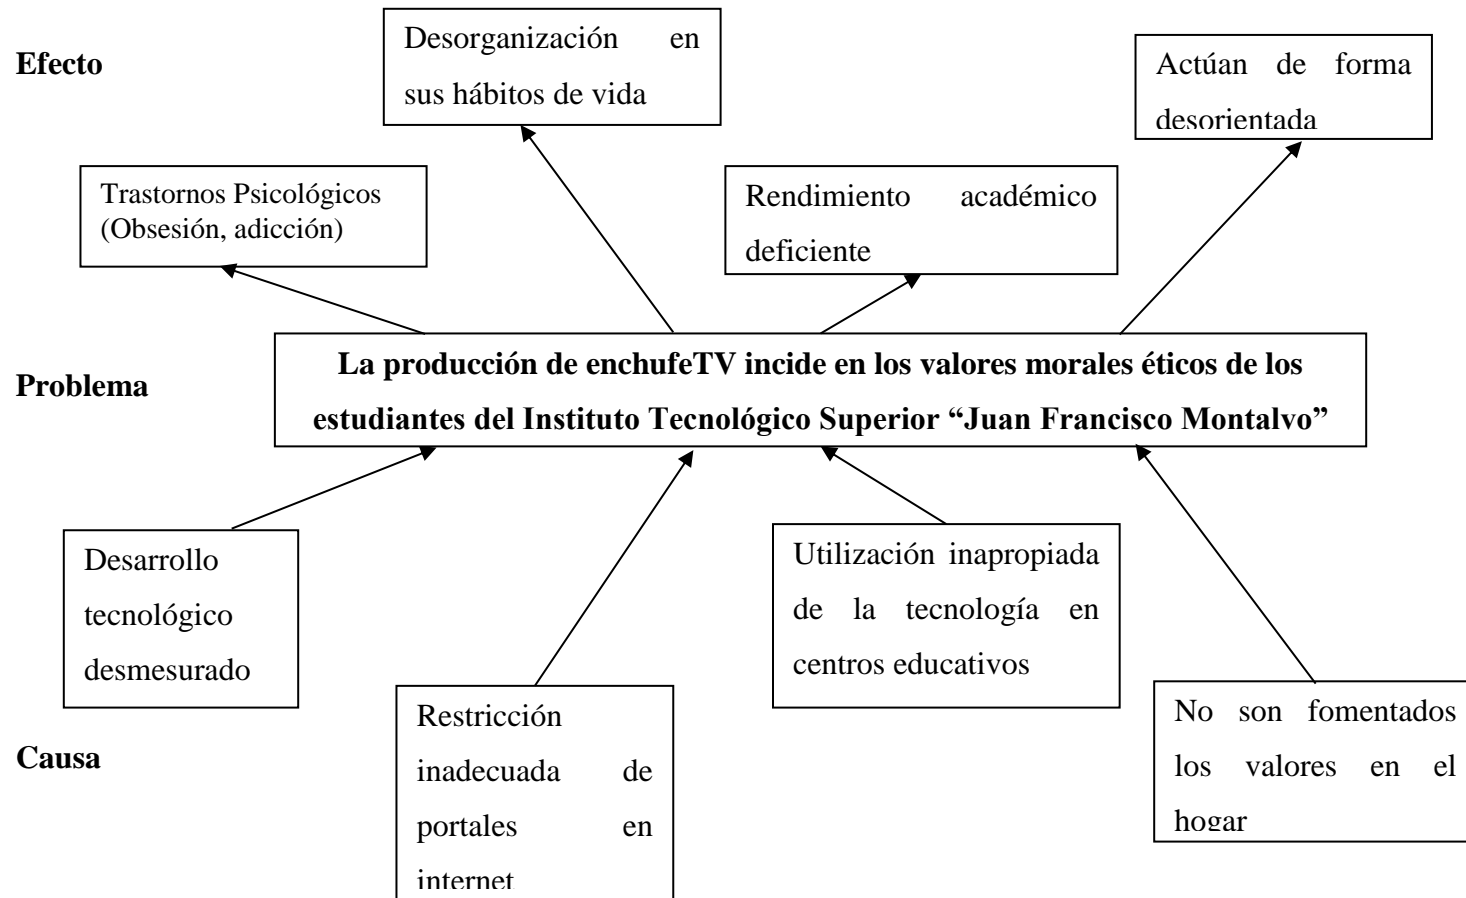 Efecto
Desorganización en
sus hábitos de vida
Actúan de forma
desorientada
Trastornos Psicológicos
(Obsesión, adicción)
Rendimiento académico
deficiente
Problema
La producción de enchufeTV incide en los valores morales éticos de los
estudiantes del Instituto Tecnológico Superior “Juan Francisco Montalvo”
Desarrollo
tecnológico
desmesurado
Utilización inapropiada
de la tecnología en
centros educativos
Restricción
inadecuada de
portales en
internet
No son fomentados
los valores en el
hogar
Causa